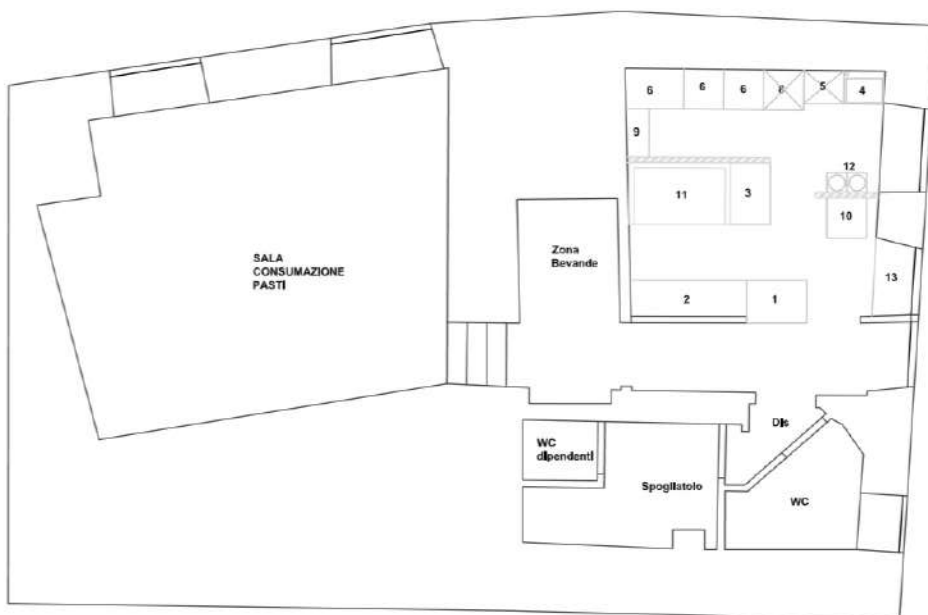 6
6
6
8
5
4
9
12
11
3
10
SALA
CONSUMAZIONE
PASTI
Zona
Bevande
13
2
1
WC
dipendenti
Dis
Spogliatoio
WC